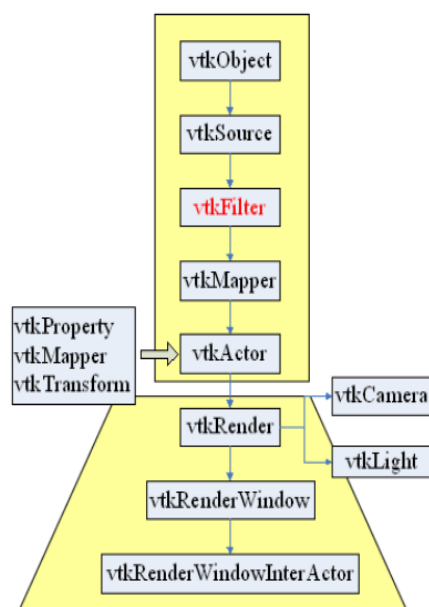 vtkObject
vtkSource
vtkFilter
vtkMapper
vtkProperty
vtkMapper
vtkTransform
vtkActor
vtkRender
vtkCamera
vtkLight
vtkRenderWindow
vtkRenderWindowInterActor